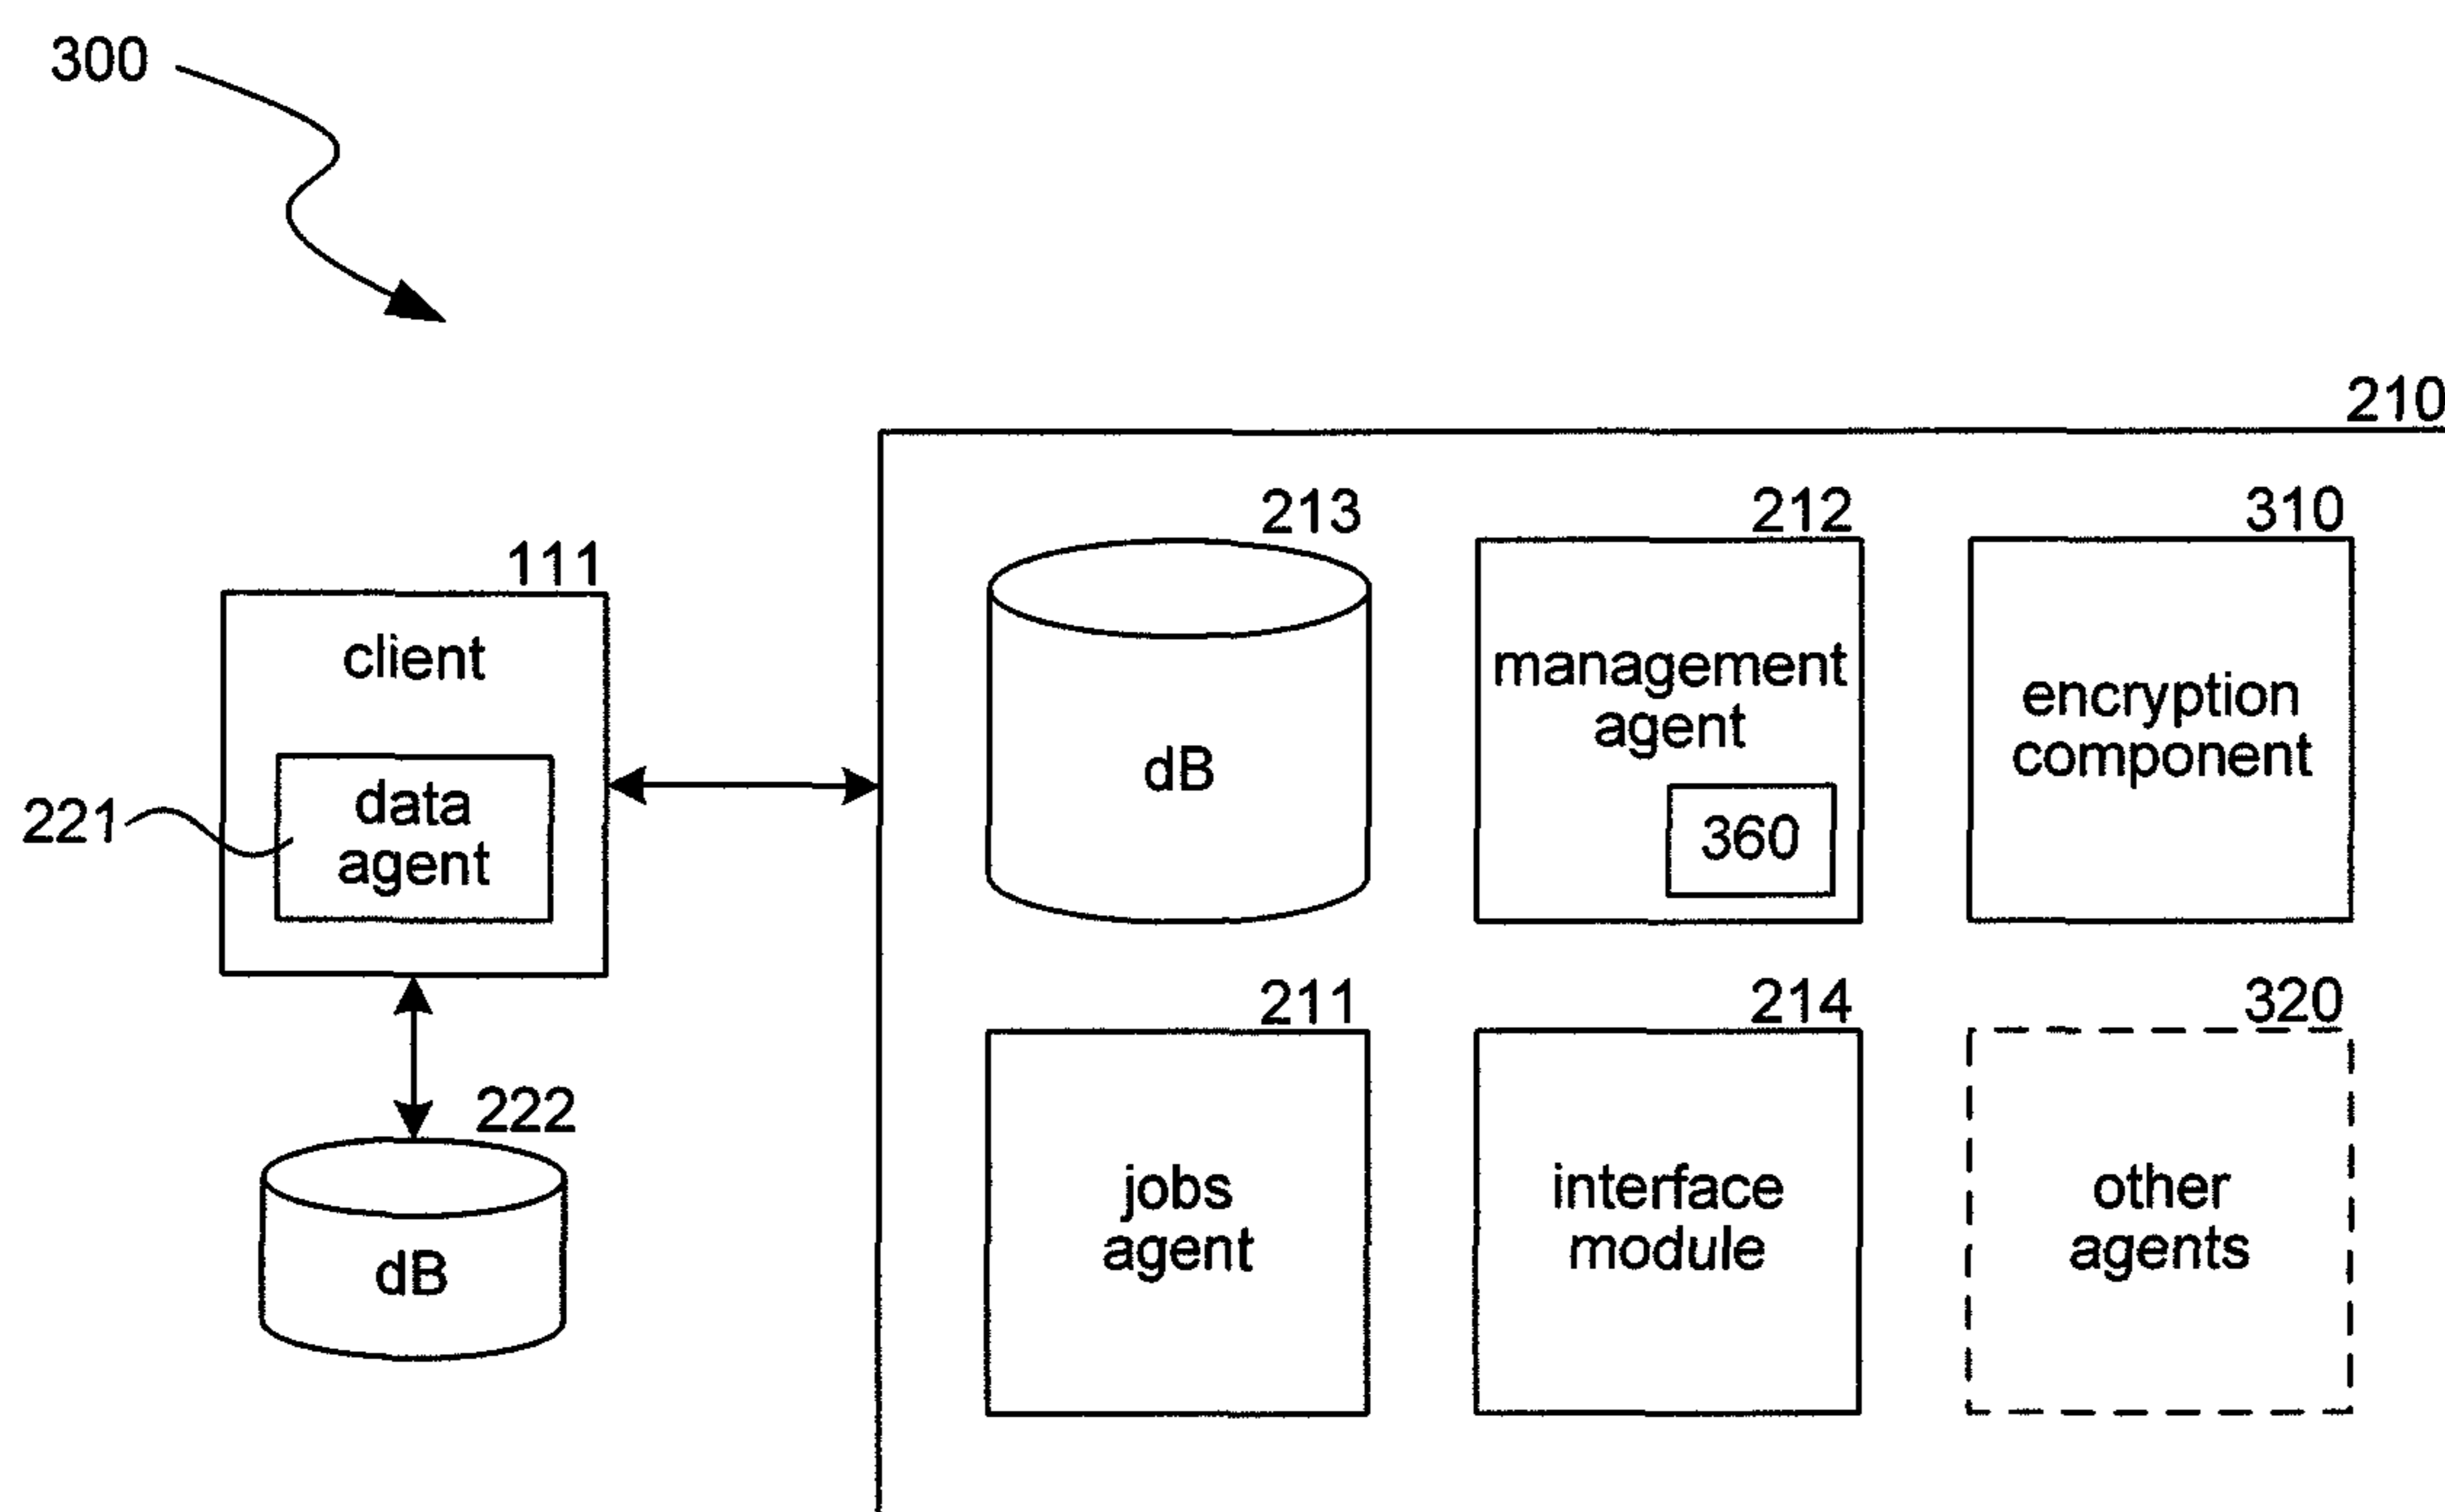 300
210
213
212
310
111
client
management
agent
encryption
component
dB
data
agent
221
360
211
214
320
222
jobs
agent
interface
module
other
agents
dB